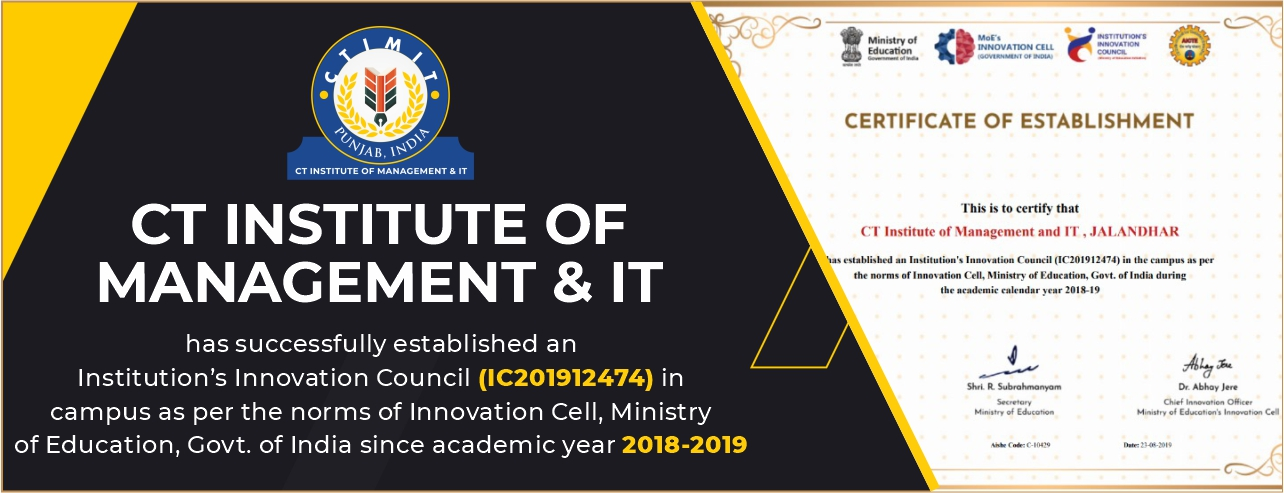 CTIMIT
PUNJAB, INDIA
CT INSTITUTE OF MANAGEMENT & IT
CT INSTITUTE OF
MANAGEMENT & IT
has successfully established an
Institution’s Innovation Council (IC201912474) in
campus as per the norms of Innovation Cell, Ministry
of Education, Govt. of India since academic year 2018-2019
Ministry of
Education
Government of India
MoE's
INNOVATION CELL
(GOVERNMENT OF INDIA)
INSTITUTION'S
INNOVATION
COUNCIL
AICTE
CERTIFICATE OF ESTABLISHMENT
This is to certify that
CT Institute of Management and IT , JALANDHAR
has established an Institution's Innovation Council (IC201912474) in the campus as per
the norms of Innovation Cell, Ministry of Education, Govt. of India during
the academic calendar year 2018-19
Abhay Jere
Shri. R. Subrahmanyam
Secretary
Ministry of Education
Dr. Abhay Jere
Chief Innovation Officer
Ministry of Education's Innovation Cell
Aishe Code: C-10429
Date: 23-08-2019